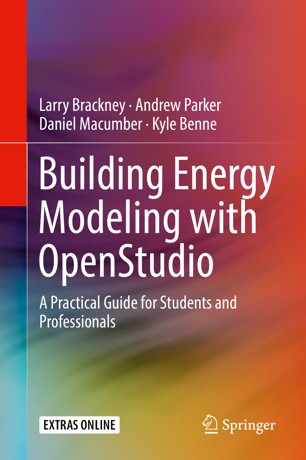 Larry Brackney · Andrew Parker
Daniel Macumber · Kyle Benne
Building Energy
Modeling with
OpenStudio
A Practical Guide for Students and
Professionals
EXTRAS ONLINE
Springer